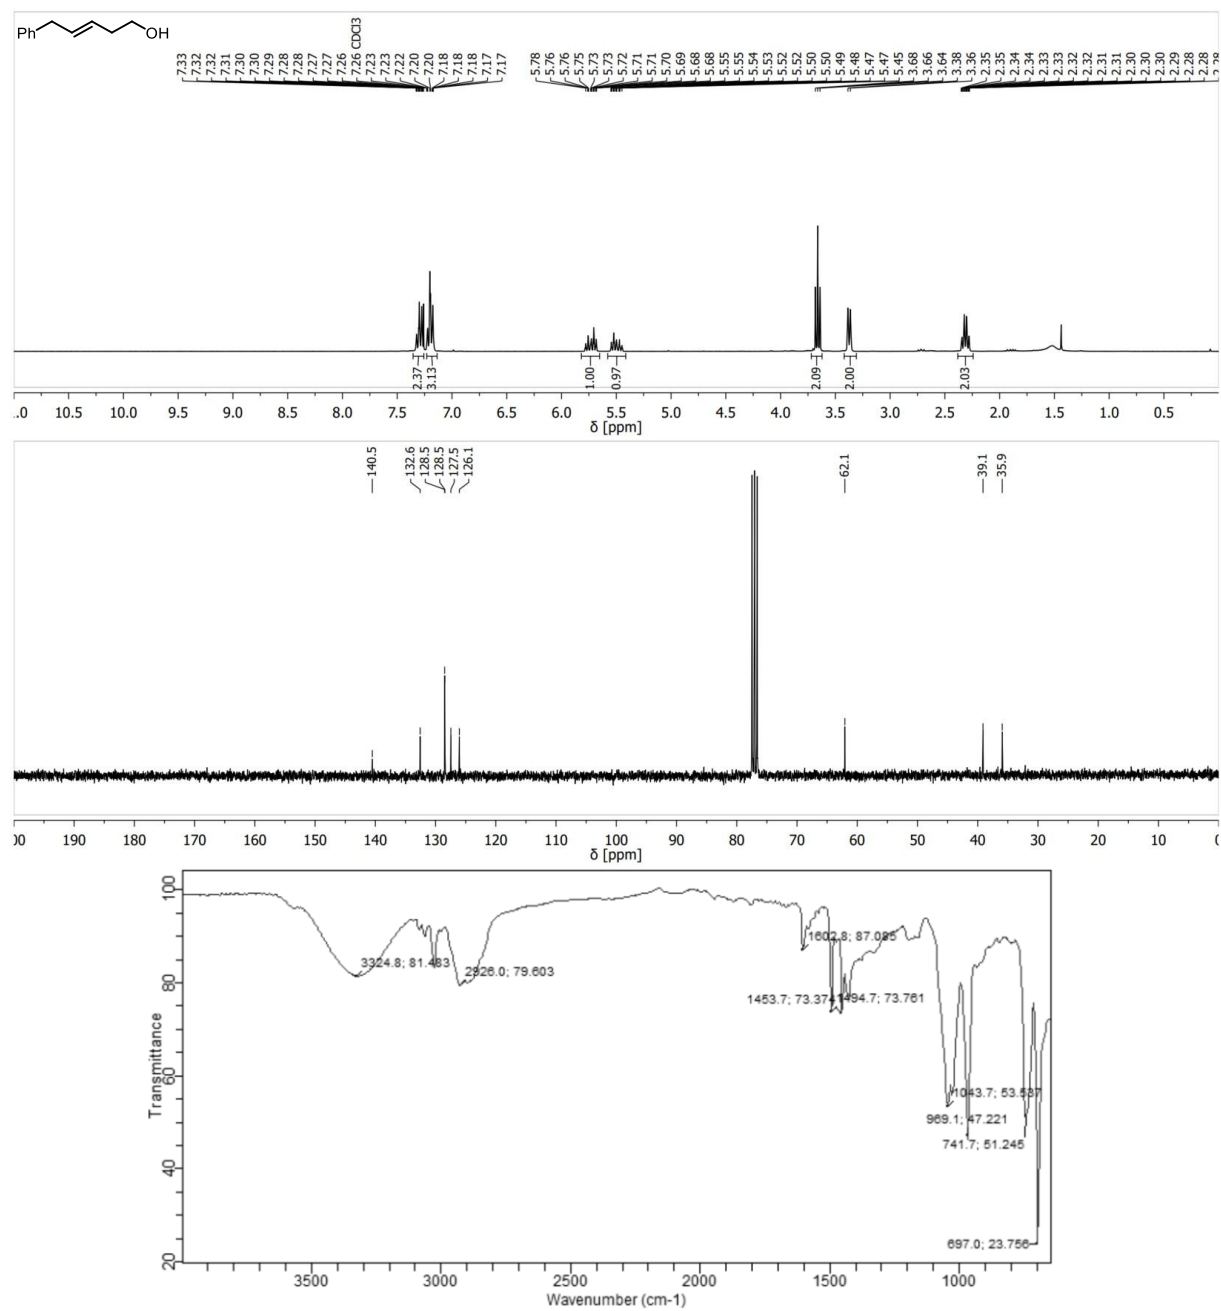 Ph OH
7.33 7.32 7.32 7.31 7.30 7.30 7.29 7.28 7.28 7.27 7.27 7.26 7.26 CDCl3 7.23 7.23 7.22 7.20 7.20 7.18 7.18 7.18 7.17 7.17 5.78 5.76 5.76 5.75 5.73 5.73 5.72 5.71 5.71 5.70 5.69 5.68 5.68 5.55 5.55 5.54 5.53 5.52 5.52 5.50 5.50 5.49 5.48 5.47 5.47 5.45 3.68 3.66 3.64 3.38 3.36 2.35 2.35 2.34 2.34 2.33 2.33 2.32 2.32 2.31 2.31 2.30 2.30 2.30 2.29 2.28 2.28 2.28
2.37 3.13 1.00 0.97 2.09 2.00 2.03
.0 10.5 10.0 9.5 9.0 8.5 8.0 7.5 7.0 6.5 6.0 5.5 5.0 4.5 4.0 3.5 3.0 2.5 2.0 1.5 1.0 0.5
δ [ppm]
140.5 132.6 128.5 128.5 127.5 126.1 62.1 39.1 35.9
00 190 180 170 160 150 140 130 120 110 100 90 80 70 60 50 40 30 20 10 0
δ [ppm]
Transmittance
100
80
60
40
20
3324.8; 81.483
2926.0; 79.603
1602.8; 87.085
1453.7; 73.374
1494.7; 73.761
1043.7; 53.537
969.1; 47.221
741.7; 51.245
697.0; 23.756
3500 3000 2500 2000 1500 1000
Wavenumber (cm-1)